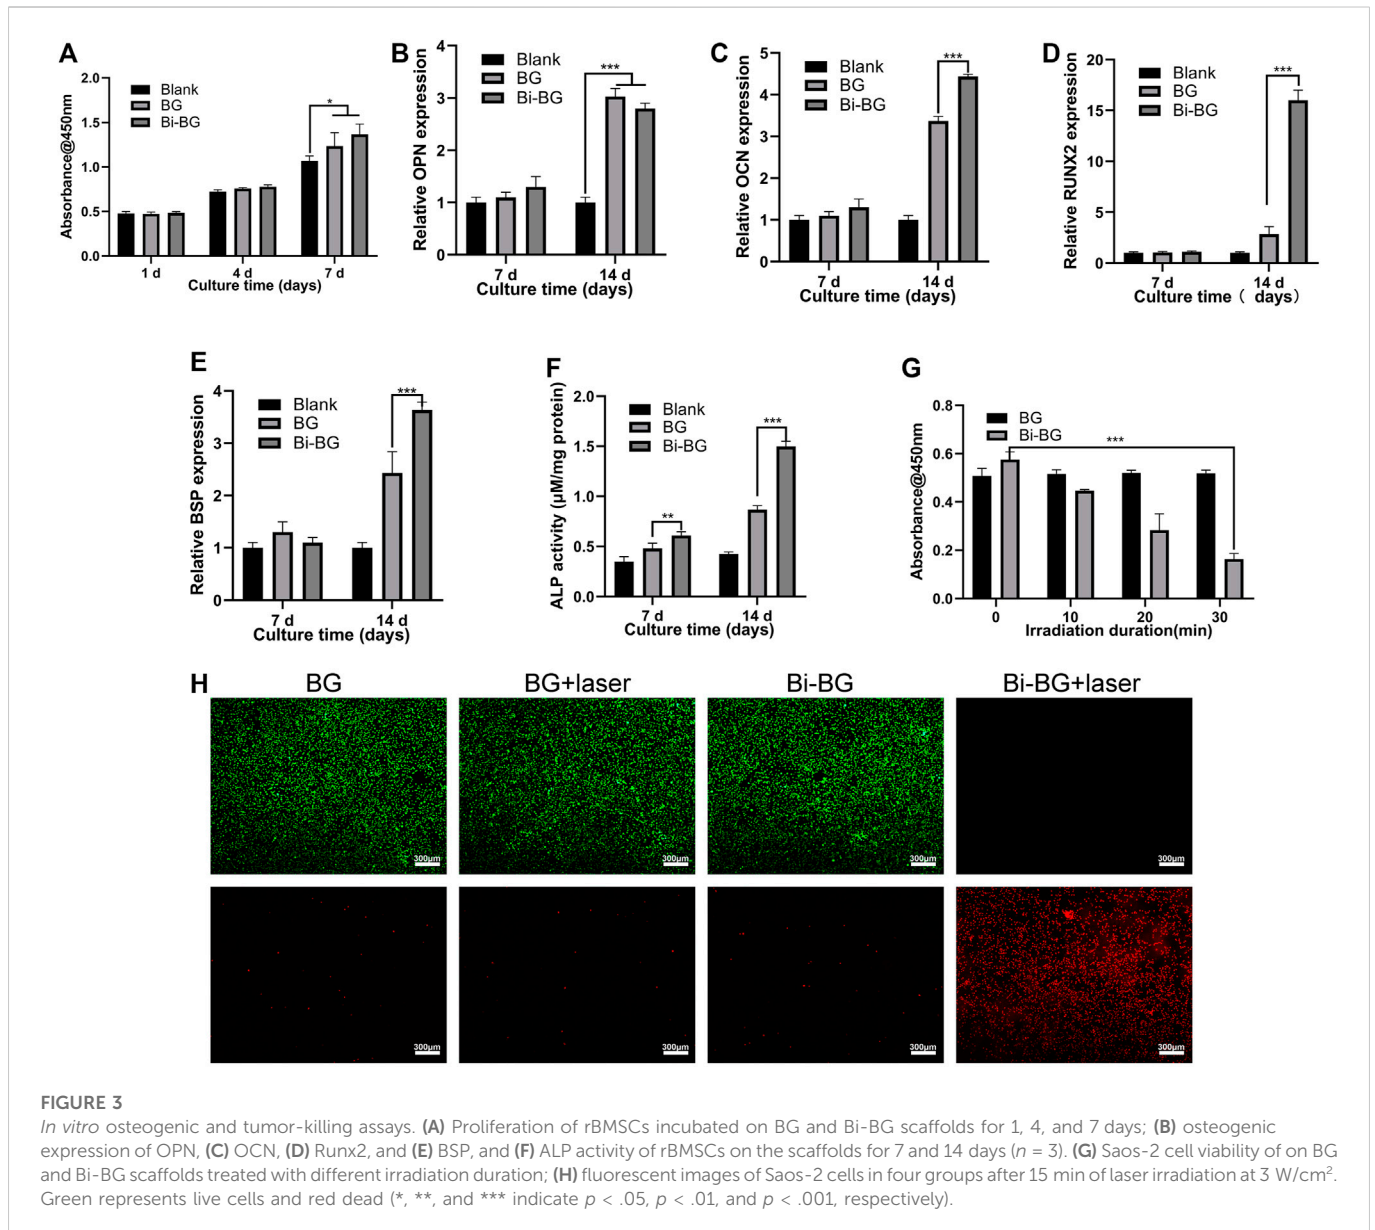 A
Absorbance@450nm
2.0
1.5
1.0
0.5
0.0
Blank
BG
Bi-BG
*
1 d
4 d
7 d
Culture time (days)
B
Relative OPN expression
4
3
2
1
0
Blank
BG
Bi-BG
***
7 d
14 d
Culture time (days)
C
Relative OCN expression
5
4
3
2
1
0
Blank
BG
Bi-BG
***
7 d
14 d
Culture time (days)
D
Relative RUNX2 expression
20
15
10
5
0
Blank
BG
Bi-BG
***
7 d
14 d
Culture time（ days）
E
Relative BSP expression
4
3
2
1
0
Blank
BG
Bi-BG
***
7 d
14 d
Culture time (days)
F
ALP activity (μM/mg protein)
2.0
1.5
1.0
0.5
0.0
Blank
BG
Bi-BG
**
***
7 d
14 d
Culture time (days)
G
Absorbance@450nm
0.8
0.6
0.4
0.2
0.0
BG
Bi-BG
***
0
10
20
30
Irradiation duration(min)
H
BG
BG+laser
Bi-BG
Bi-BG+laser
300μm
300μm
300μm
300μm
300μm
300μm
300μm
300μm
FIGURE 3
In vitro osteogenic and tumor-killing assays. (A) Proliferation of rBMSCs incubated on BG and Bi-BG scaffolds for 1, 4, and 7 days; (B) osteogenic
expression of OPN, (C) OCN, (D) Runx2, and (E) BSP, and (F) ALP activity of rBMSCs on the scaffolds for 7 and 14 days (n = 3). (G) Saos-2 cell viability of on BG
and Bi-BG scaffolds treated with different irradiation duration; (H) fluorescent images of Saos-2 cells in four groups after 15 min of laser irradiation at 3 W/cm².
Green represents live cells and red dead (*, **, and *** indicate p < .05, p < .01, and p < .001, respectively).